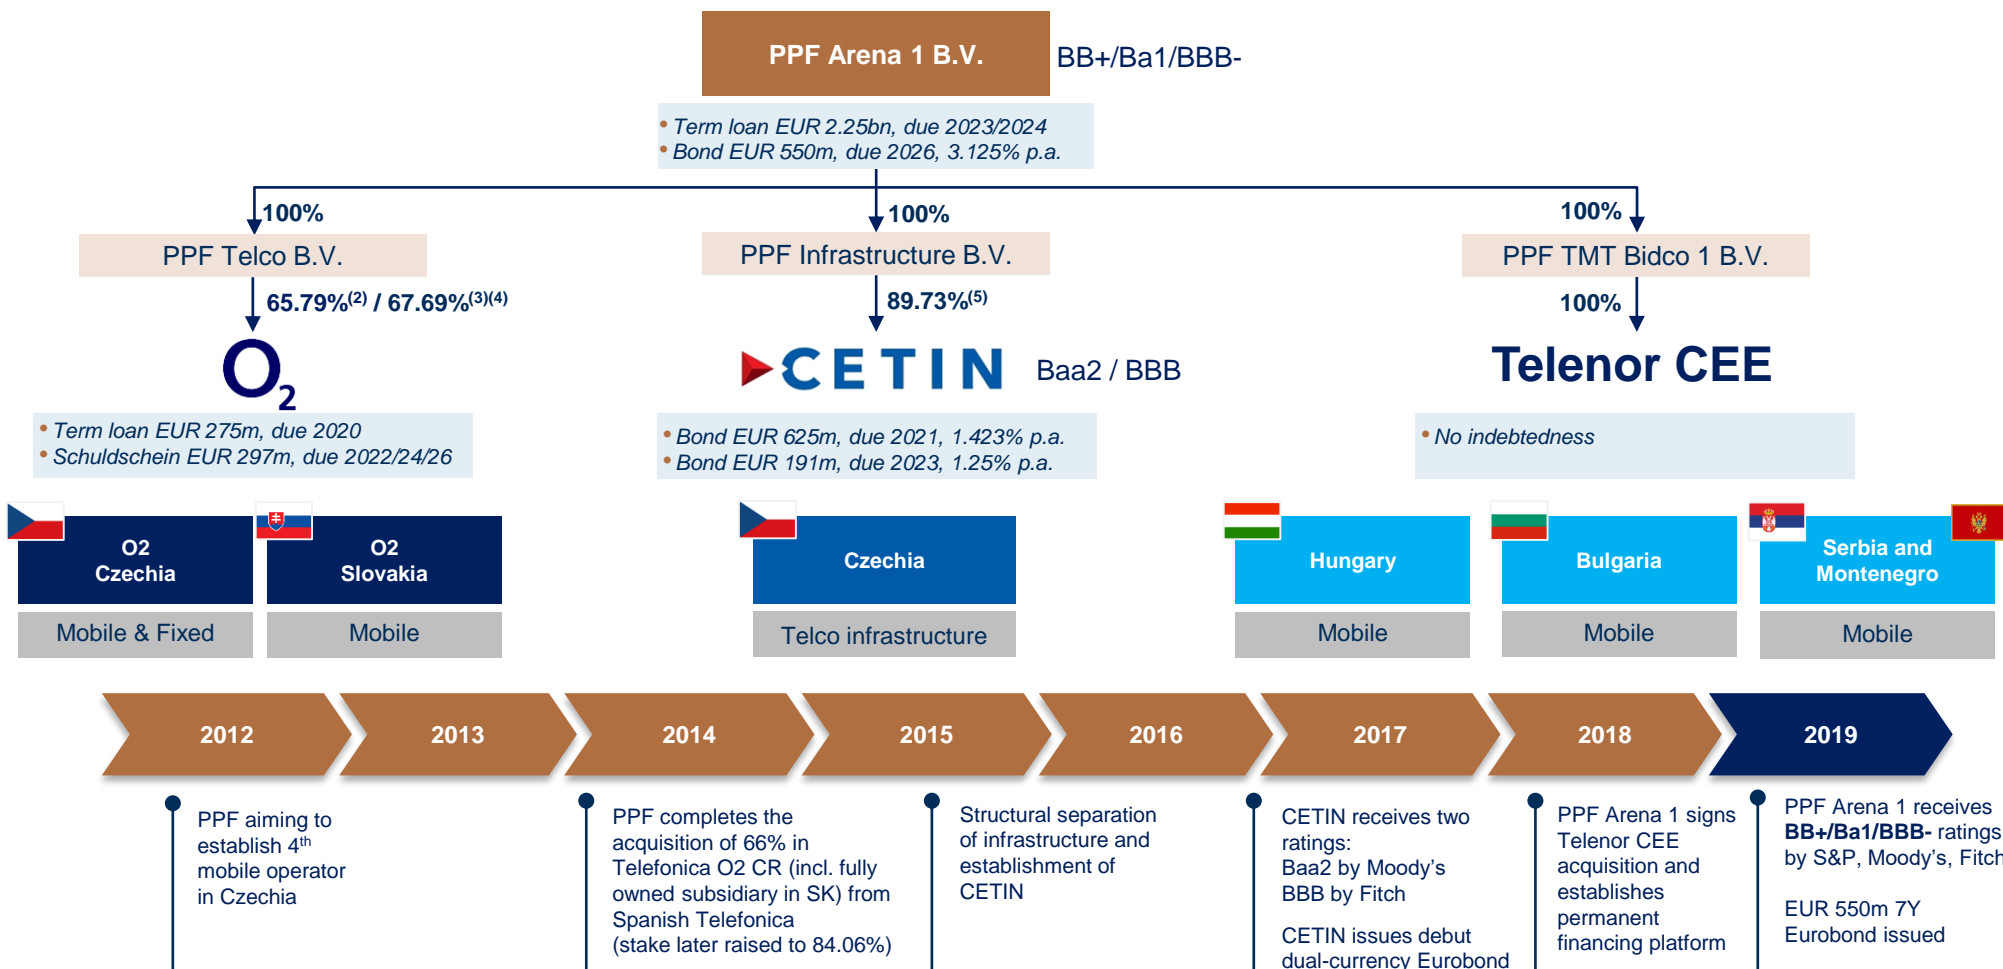 PPF Arena 1 B.V.
BB+/Ba1/BBB-
• Term loan EUR 2.25bn, due 2023/2024
• Bond EUR 550m, due 2026, 3.125% p.a.
100%
100%
100%
PPF Telco B.V.
PPF Infrastructure B.V.
PPF TMT Bidco 1 B.V.
65.79%(2) / 67.69%(3)(4)
89.73%(5)
100%
O2
CETIN
Baa2 / BBB
Telenor CEE
• Term loan EUR 275m, due 2020
• Schuldschein EUR 297m, due 2022/24/26
• Bond EUR 625m, due 2021, 1.423% p.a.
• Bond EUR 191m, due 2023, 1.25% p.a.
• No indebtedness
O2
Czechia
Mobile & Fixed
O2
Slovakia
Mobile
Czechia
Telco infrastructure
Hungary
Mobile
Bulgaria
Mobile
Serbia and
Montenegro
Mobile
2012
2013
2014
2015
2016
2017
2018
2019
PPF aiming to
establish 4th
mobile operator
in Czechia
PPF completes the
acquisition of 66% in
Telefonica O2 CR (incl. fully
owned subsidiary in SK) from
Spanish Telefonica
(stake later raised to 84.06%)
Structural separation
of infrastructure and
establishment of
CETIN
CETIN receives two
ratings:
Baa2 by Moody's
BBB by Fitch
CETIN issues debut
dual-currency Eurobond
PPF Arena 1 signs
Telenor CEE
acquisition and
establishes
permanent
financing platform
PPF Arena 1 receives
BB+/Ba1/BBB- ratings
by S&P, Moody's, Fitch
EUR 550m 7Y
Eurobond issued